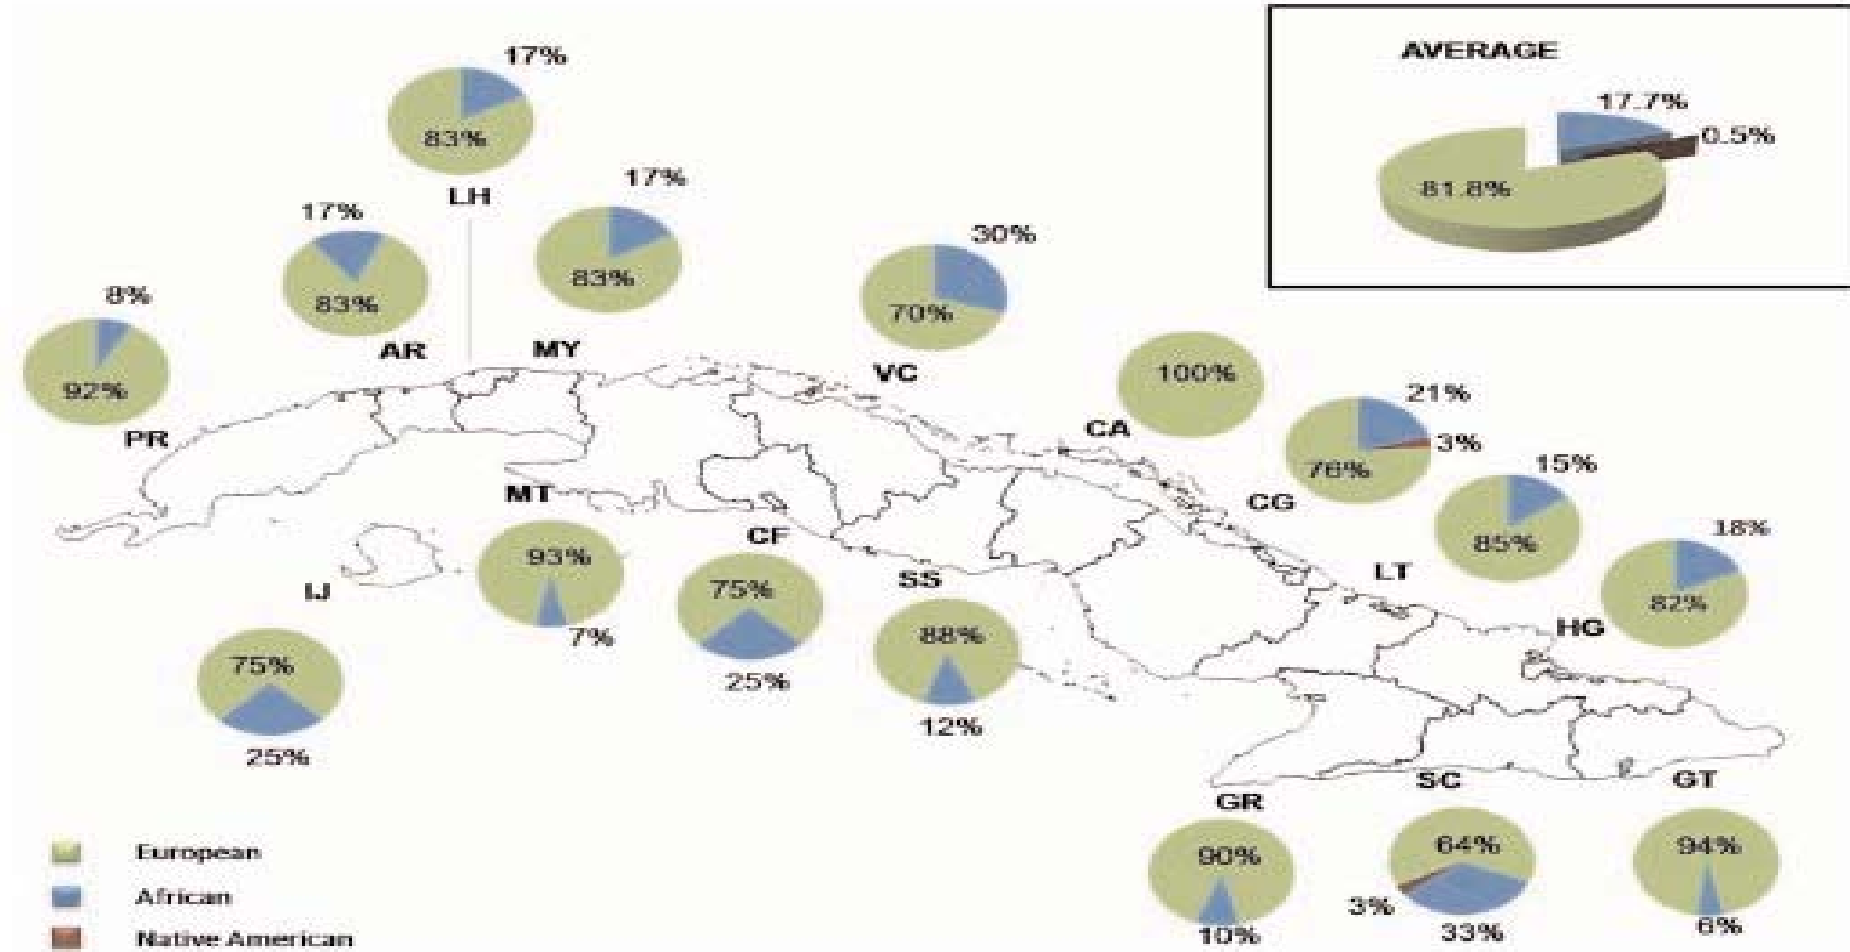 AVERAGE
17.7%
0.5%
81.8%
17%
83%
LH
17%
83%
AR
17%
83%
MY
8%
92%
PR
30%
70%
VC
100%
CA
21%
3%
76%
CG
15%
85%
LT
18%
82%
HG
MT
93%
7%
CF
75%
25%
SS
88%
12%
IJ
75%
25%
GR
90%
10%
SC
64%
3%
33%
GT
94%
6%
European
African
Native American